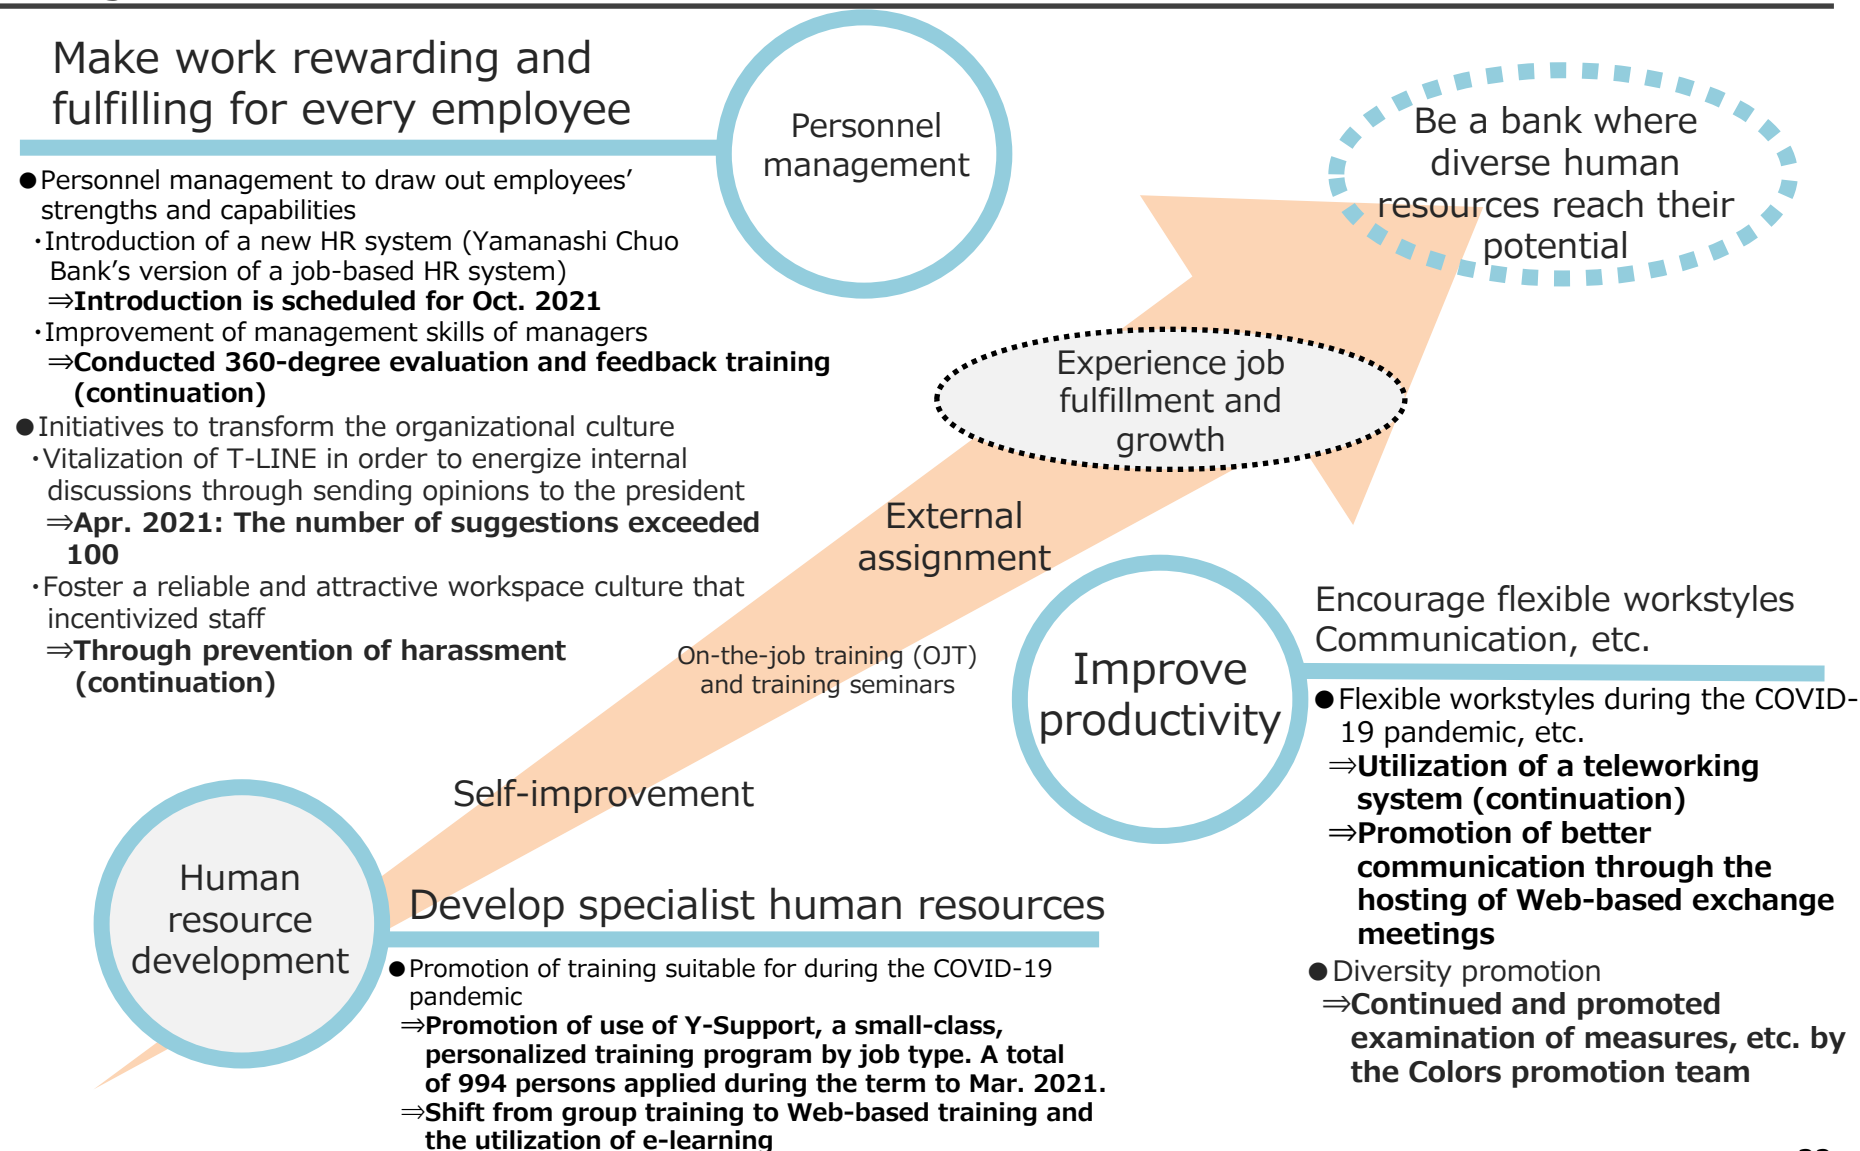 Make work rewarding and
fulfilling for every employee
Personnel
management
●Personnel management to draw out employees'
strengths and capabilities
・Introduction of a new HR system (Yamanashi Chuo
Bank's version of a job-based HR system)
⇒Introduction is scheduled for Oct. 2021
・Improvement of management skills of managers
⇒Conducted 360-degree evaluation and feedback training
(continuation)
●Initiatives to transform the organizational culture
・Vitalization of T-LINE in order to energize internal
discussions through sending opinions to the president
⇒Apr. 2021: The number of suggestions exceeded
100
・Foster a reliable and attractive workspace culture that
incentivized staff
⇒Through prevention of harassment
(continuation)
Be a bank where
diverse human
resources reach their
potential
Experience job
fulfillment and
growth
External
assignment
On-the-job training (OJT)
and training seminars
Self-improvement
Improve
productivity
Encourage flexible workstyles
Communication, etc.
●Flexible workstyles during the COVID-
19 pandemic, etc.
⇒Utilization of a teleworking
system (continuation)
⇒Promotion of better
communication through the
hosting of Web-based exchange
meetings
●Diversity promotion
⇒Continued and promoted
examination of measures, etc. by
the Colors promotion team
Human
resource
development
Develop specialist human resources
●Promotion of training suitable for during the COVID-19
pandemic
⇒Promotion of use of Y-Support, a small-class,
personalized training program by job type. A total
of 994 persons applied during the term to Mar. 2021.
⇒Shift from group training to Web-based training and
the utilization of e-learning